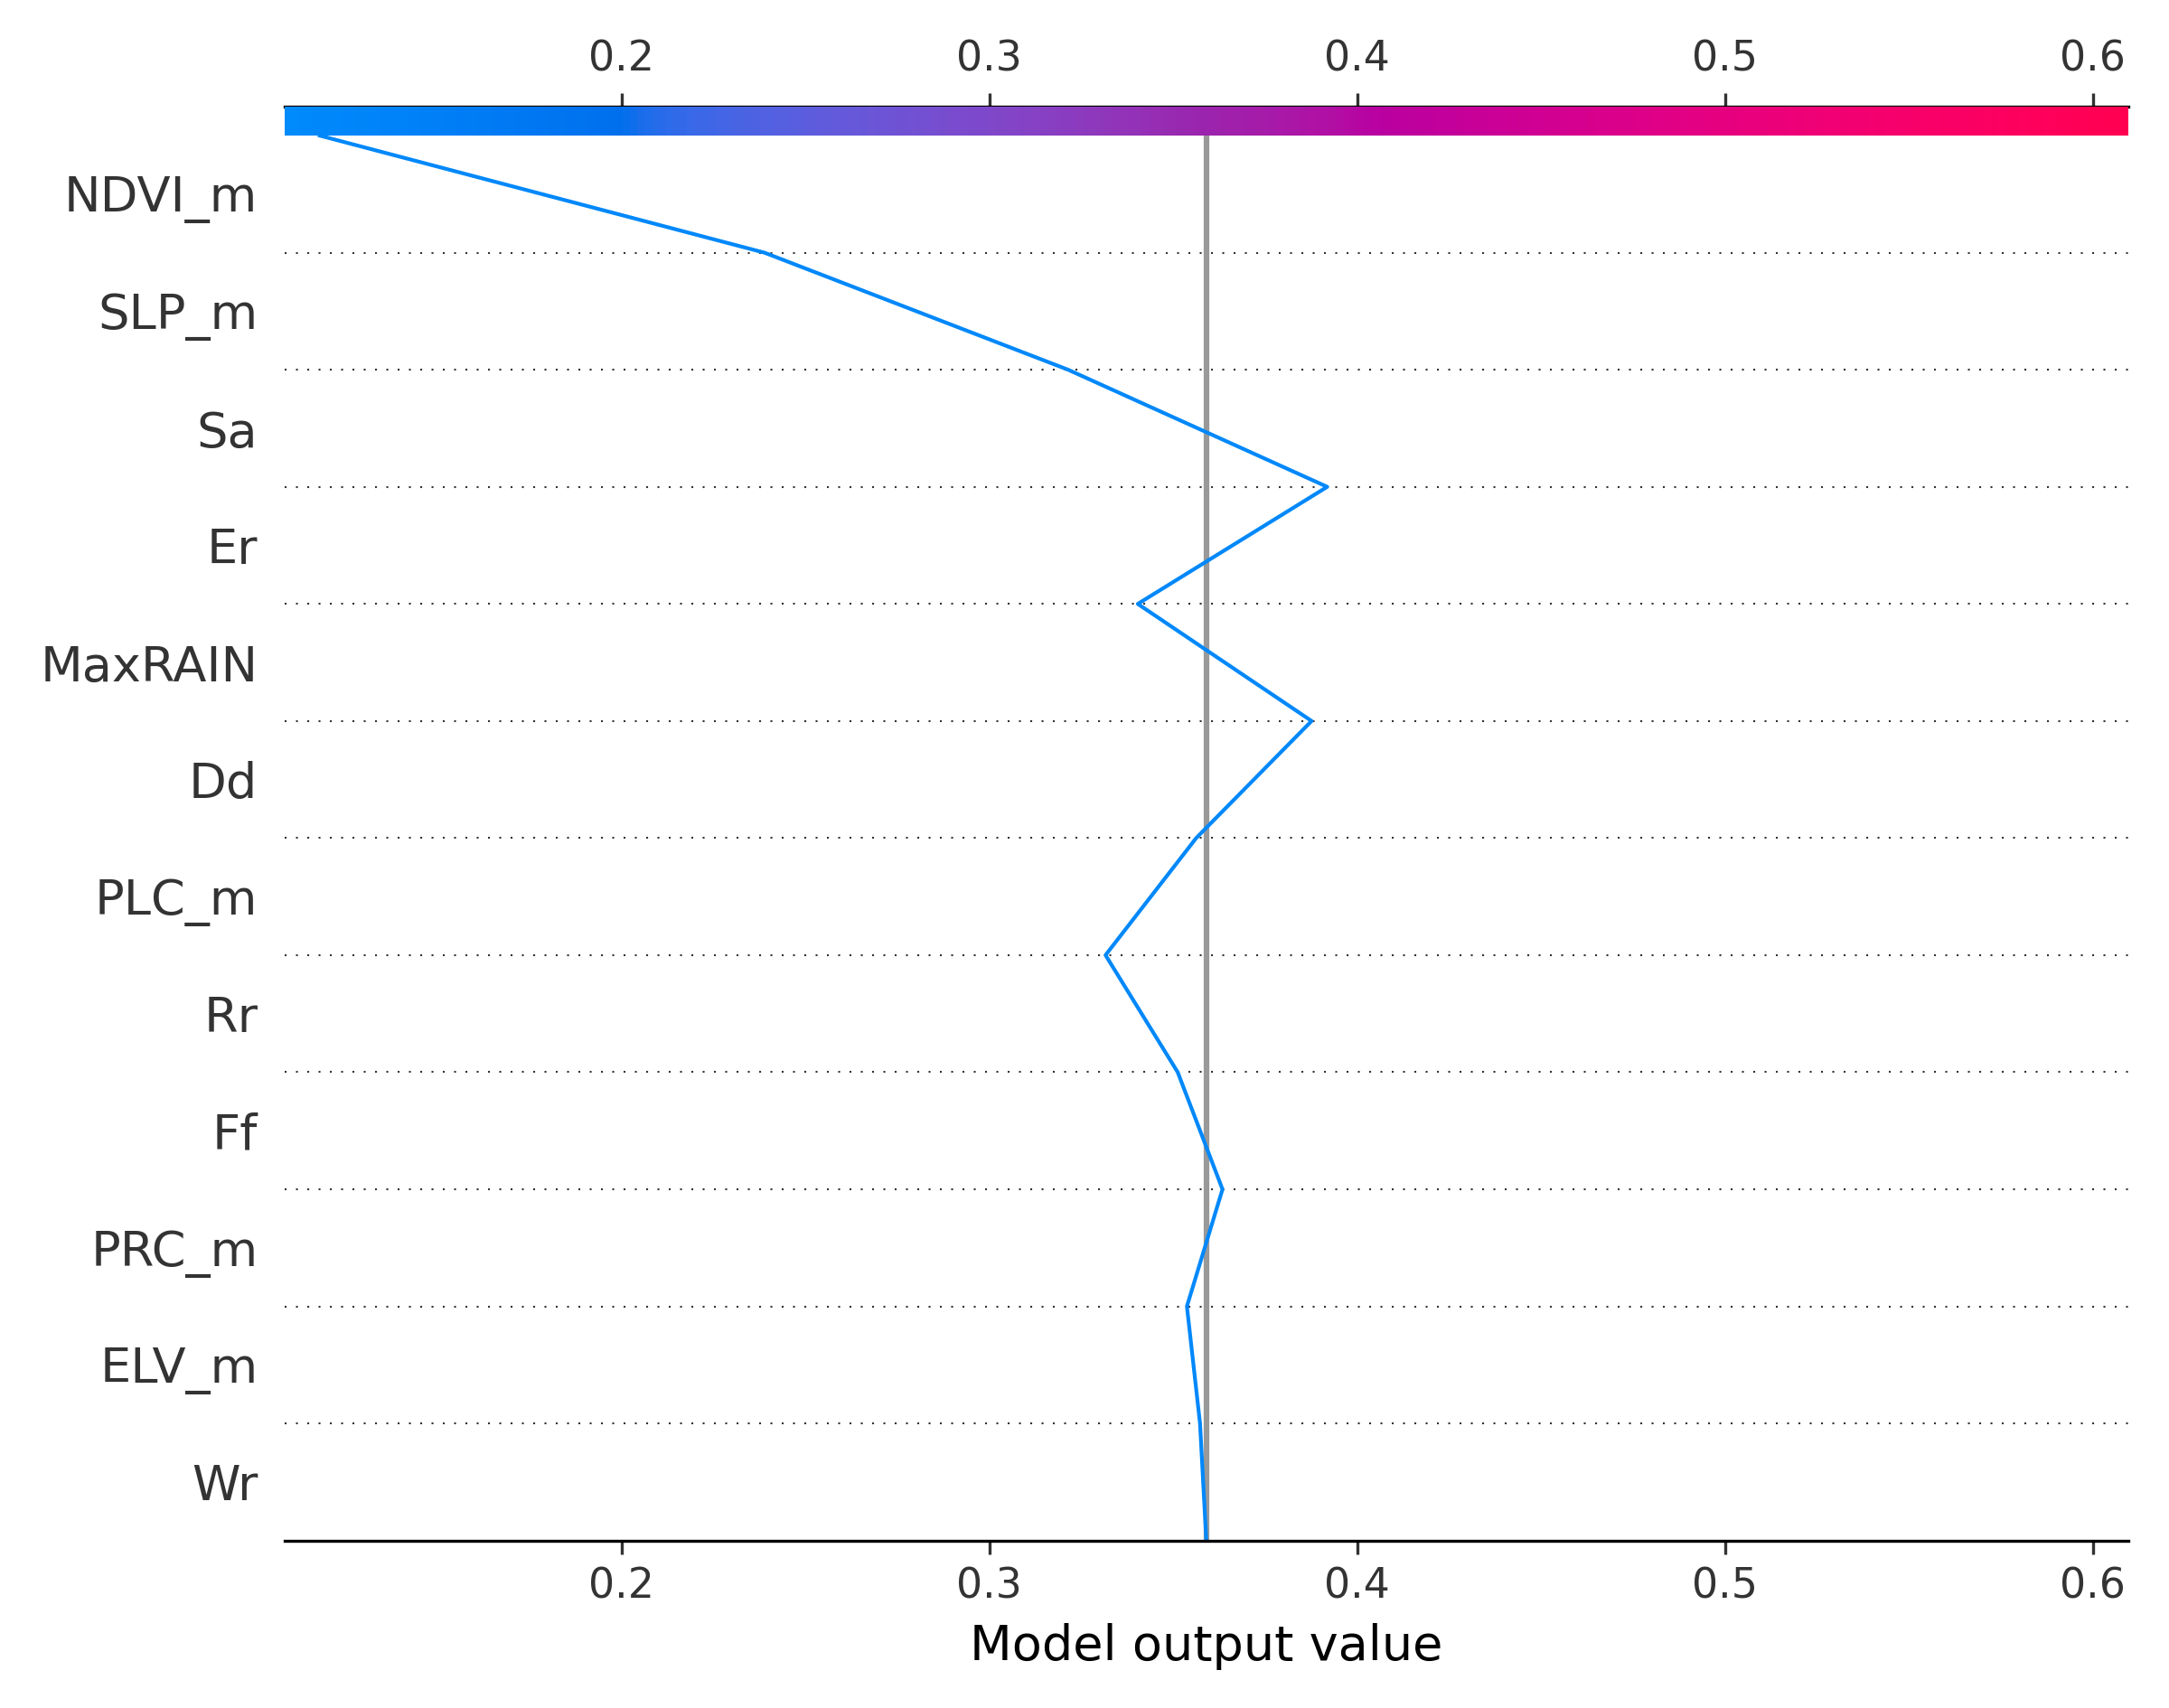 0.2 0.3 0.4 0.5 0.6
NDVI_m
SLP_m
Sa
Er
MaxRAIN
Dd
PLC_m
Rr
Ff
PRC_m
ELV_m
Wr
0.2 0.3 0.4 0.5 0.6
Model output value